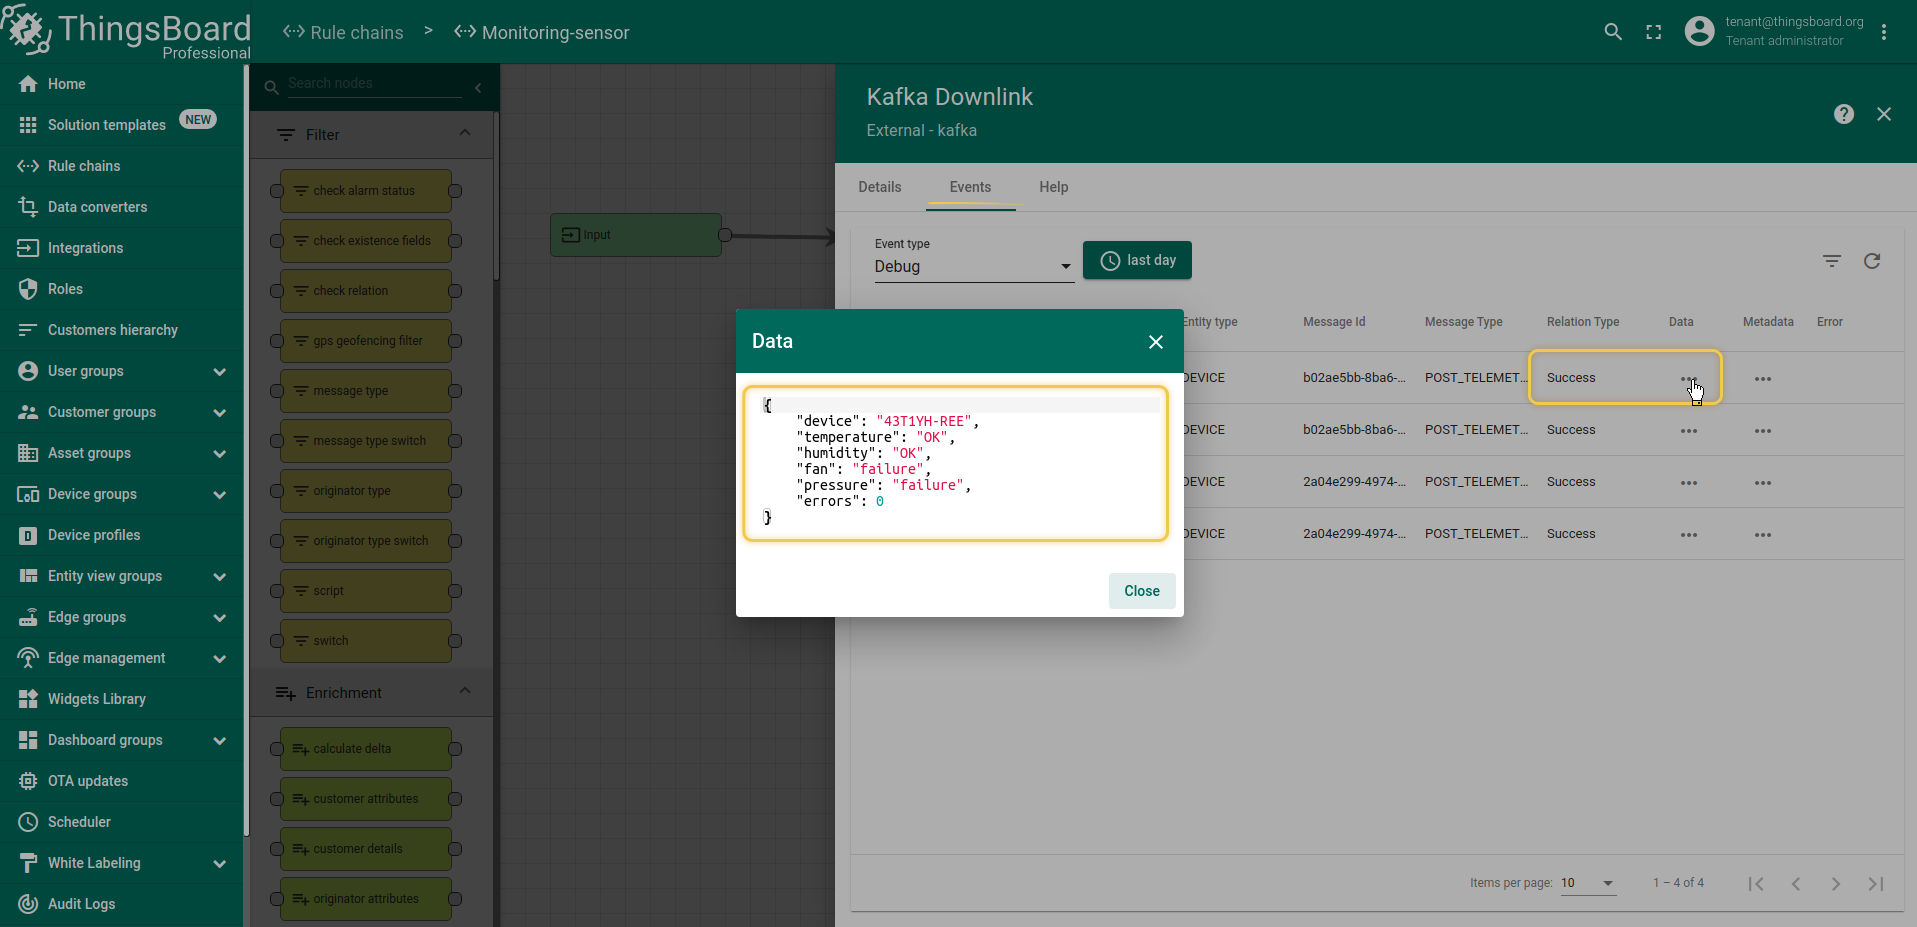 ThingsBoard
Professional
Rule chains > Monitoring-sensor
tenant@thingsboard.org
Tenant administrator
Home
Solution templates NEW
Rule chains
Data converters
Integrations
Roles
Customers hierarchy
User groups
Customer groups
Asset groups
Device groups
Device profiles
Entity view groups
Edge groups
Edge management
Widgets Library
Dashboard groups
OTA updates
Scheduler
White Labeling
Audit Logs
Search nodes
Filter
check alarm status
check existence fields
check relation
gps geofencing filter
message type
message type switch
originator type
originator type switch
script
switch
Enrichment
calculate delta
customer attributes
customer details
originator attributes
Input
Kafka Downlink
External - kafka
Details Events Help
Event type
Debug
last day
Entity type Message Id Message Type Relation Type Data Metadata Error
DEVICE b02ae5bb-8ba6-... POST_TELEMET... Success ... ...
DEVICE b02ae5bb-8ba6-... POST_TELEMET... Success ... ...
DEVICE 2a04e299-4974-... POST_TELEMET... Success ... ...
DEVICE 2a04e299-4974-... POST_TELEMET... Success ... ...
Items per page: 10 1 – 4 of 4
Data
{
"device": "43T1YH-REE",
"temperature": "OK",
"humidity": "OK",
"fan": "failure",
"pressure": "failure",
"errors": 0
}
Close